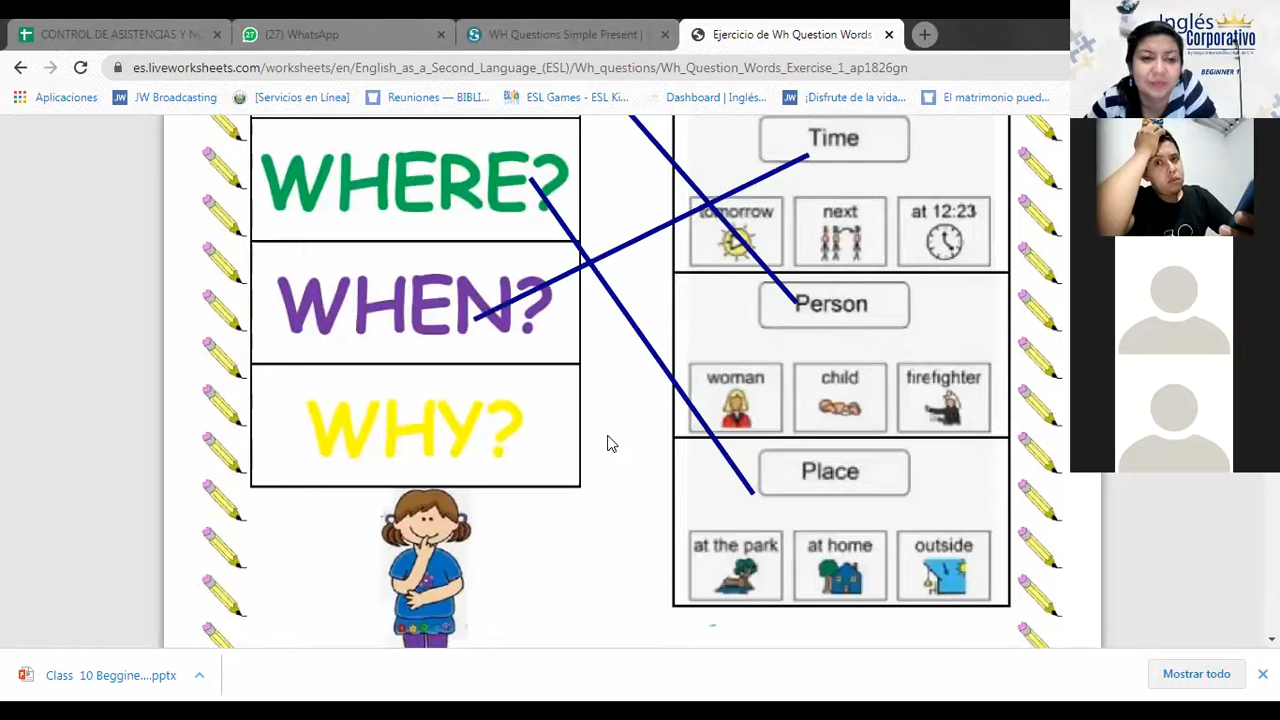 CONTROL DE ASISTENCIAS Y N
(27) WhatsApp
WH Questions Simple Present |
Ejercicio de Wh Question Words
es.liveworksheets.com/worksheets/en/English_as_a_Second_Language_(ESL)/Wh_questions/Wh_Question_Words_Exercise_1_ap1826gn
Aplicaciones
JW Broadcasting
[Servicios en Línea]
Reuniones — BIBLI...
ESL Games - ESL Ki...
Dashboard | Inglés...
¡Disfrute de la vida...
El matrimonio pued...
Inglés
Corporativo
BEGINNER 1
WHERE?
WHEN?
WHY?
Time
tomorrow
next
at 12:23
Person
woman
child
firefighter
Place
at the park
at home
outside
Class 10 Beggine....pptx
Mostrar todo